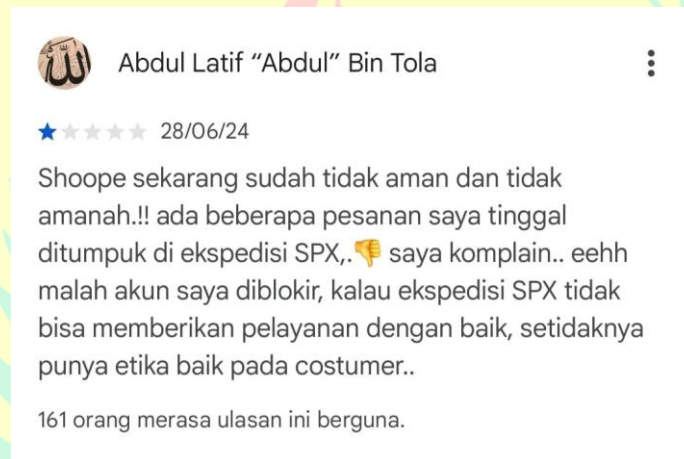 Abdul Latif “Abdul” Bin Tola
28/06/24
Shoope sekarang sudah tidak aman dan tidak
amanah.!! ada beberapa pesanan saya tinggal
ditumpuk di ekspedisi SPX,.👎 saya komplain.. eehh
malah akun saya diblokir, kalau ekspedisi SPX tidak
bisa memberikan pelayanan dengan baik, setidaknya
punya etika baik pada costumer..
161 orang merasa ulasan ini berguna.